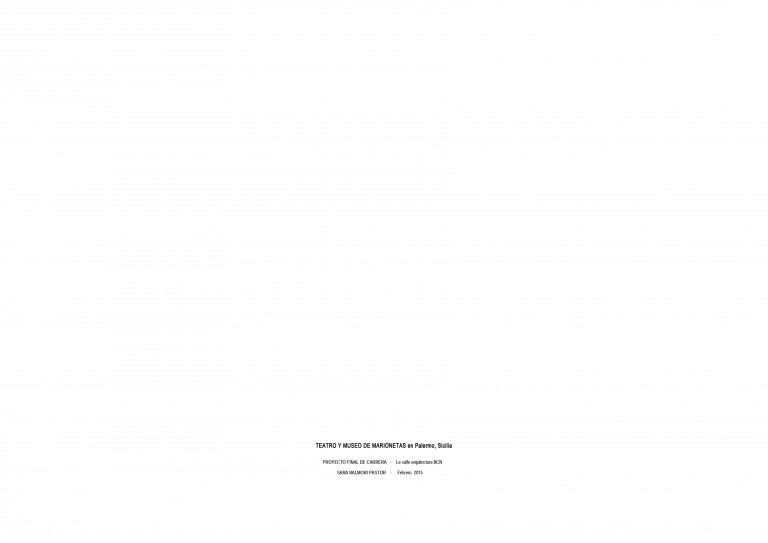 TEATRO Y MUSEO DE MARIONETAS en Palermo, Sicilia
PROYECTO FINAL DE CARRERA - La salle arquitectura BCN
SARA BALMORI PASTOR - Febrero 2015